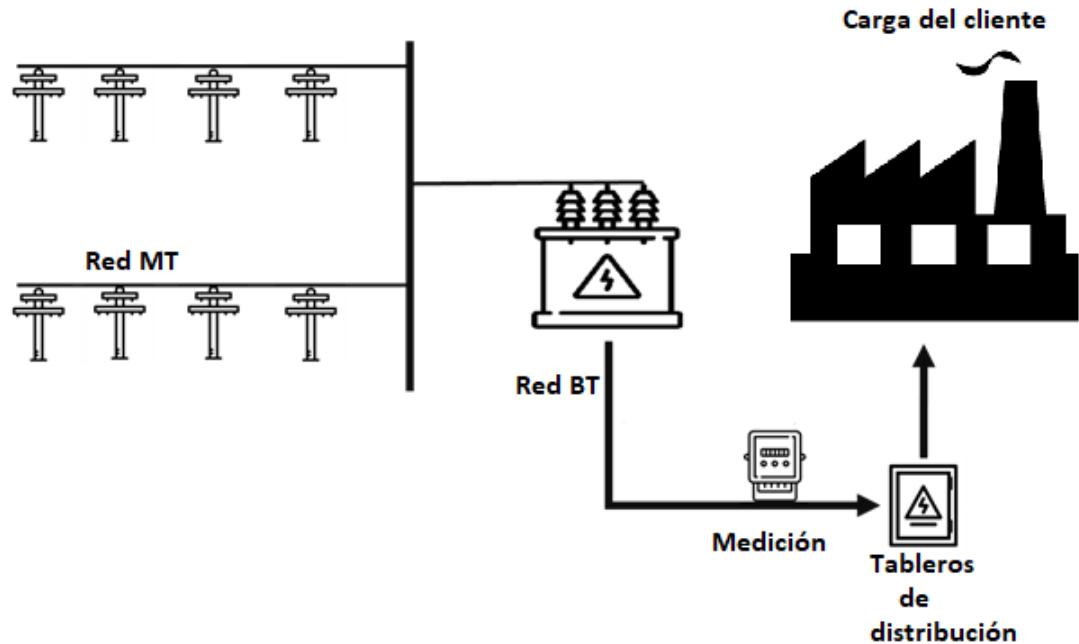 Carga del cliente
Red MT
Red BT
Medición
Tableros
de
distribución